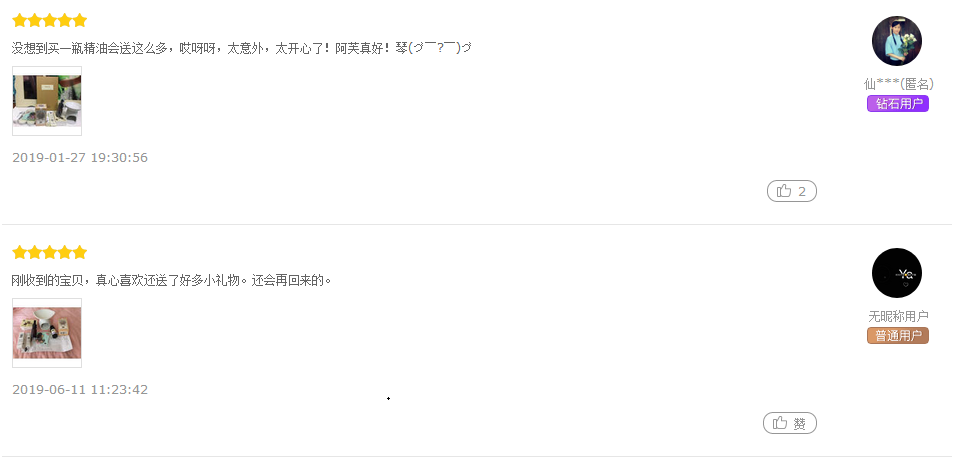 没想到买一瓶精油会送这么多，哎呀呀，太意外，太开心了！阿芙真好！琴(づ￣?￣)づ
仙***(匿名)
钻石用户
2019-01-27 19:30:56
2
刚收到的宝贝，真心喜欢还送了好多小礼物。还会再回来的。
Ya
无昵称用户
普通用户
2019-06-11 11:23:42
赞